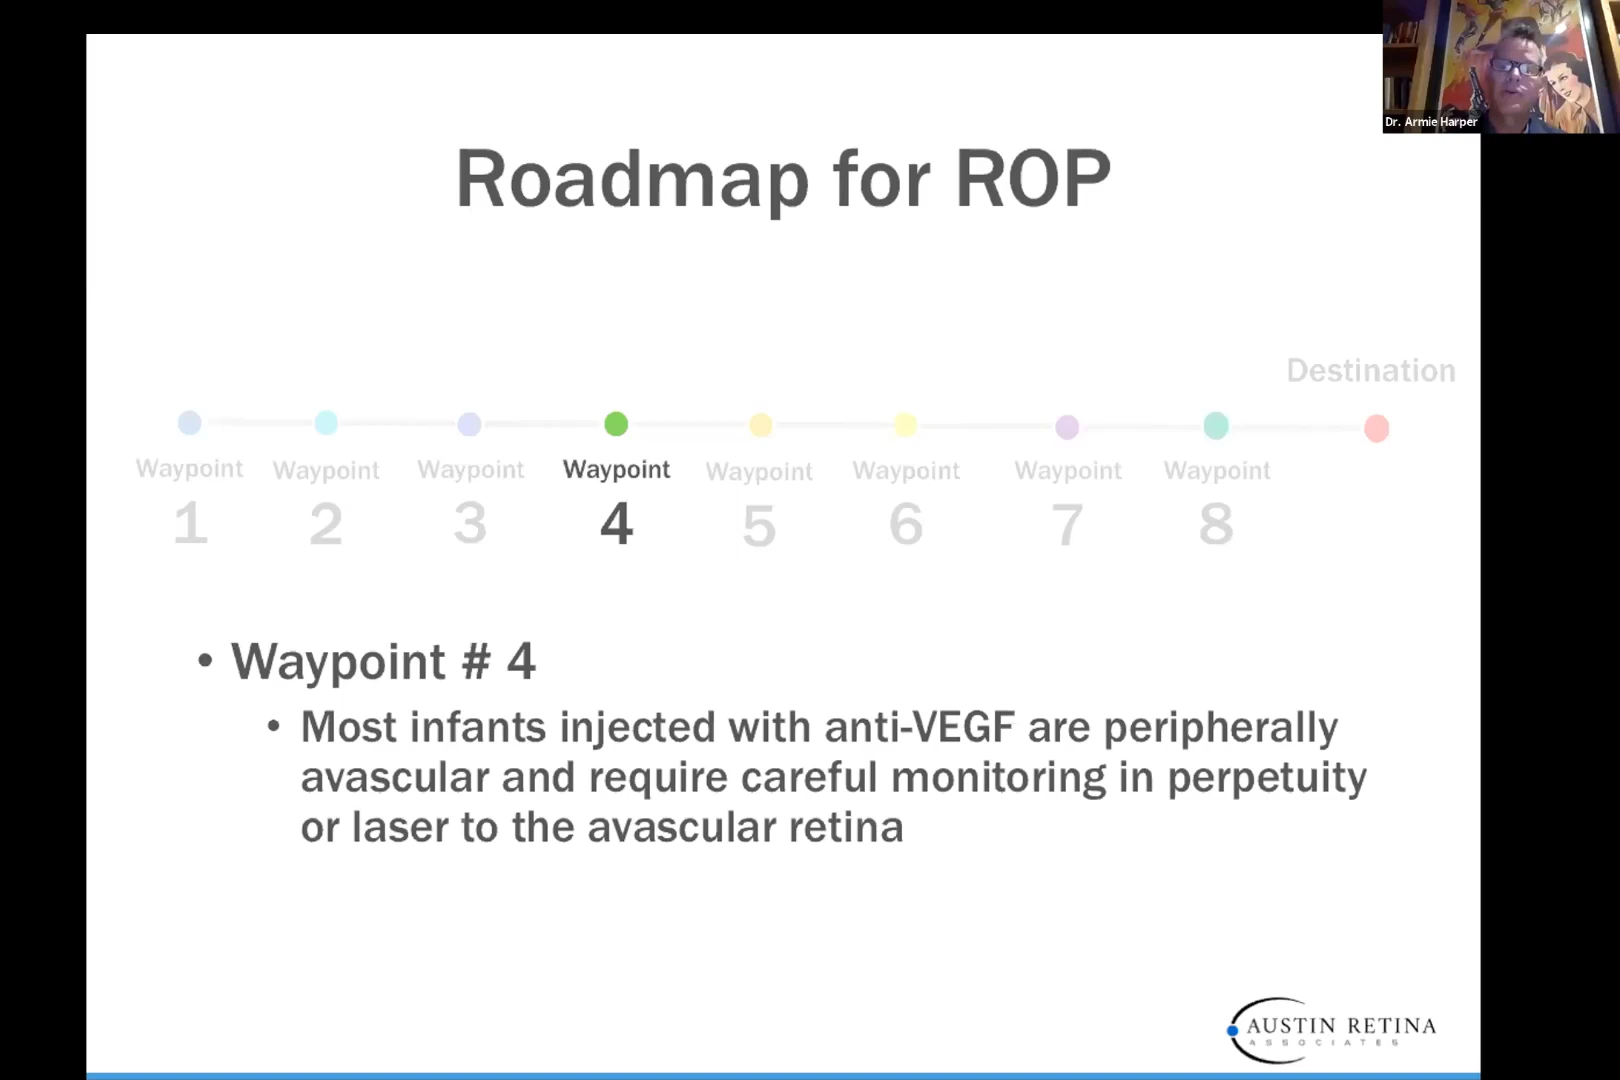 Dr. Armie Harper
Roadmap for ROP
Destination
Waypoint Waypoint Waypoint Waypoint Waypoint Waypoint Waypoint Waypoint
1 2 3 4 5 6 7 8
• Waypoint # 4
• Most infants injected with anti-VEGF are peripherally
avascular and require careful monitoring in perpetuity
or laser to the avascular retina
AUSTIN RETINA
ASSOCIATES